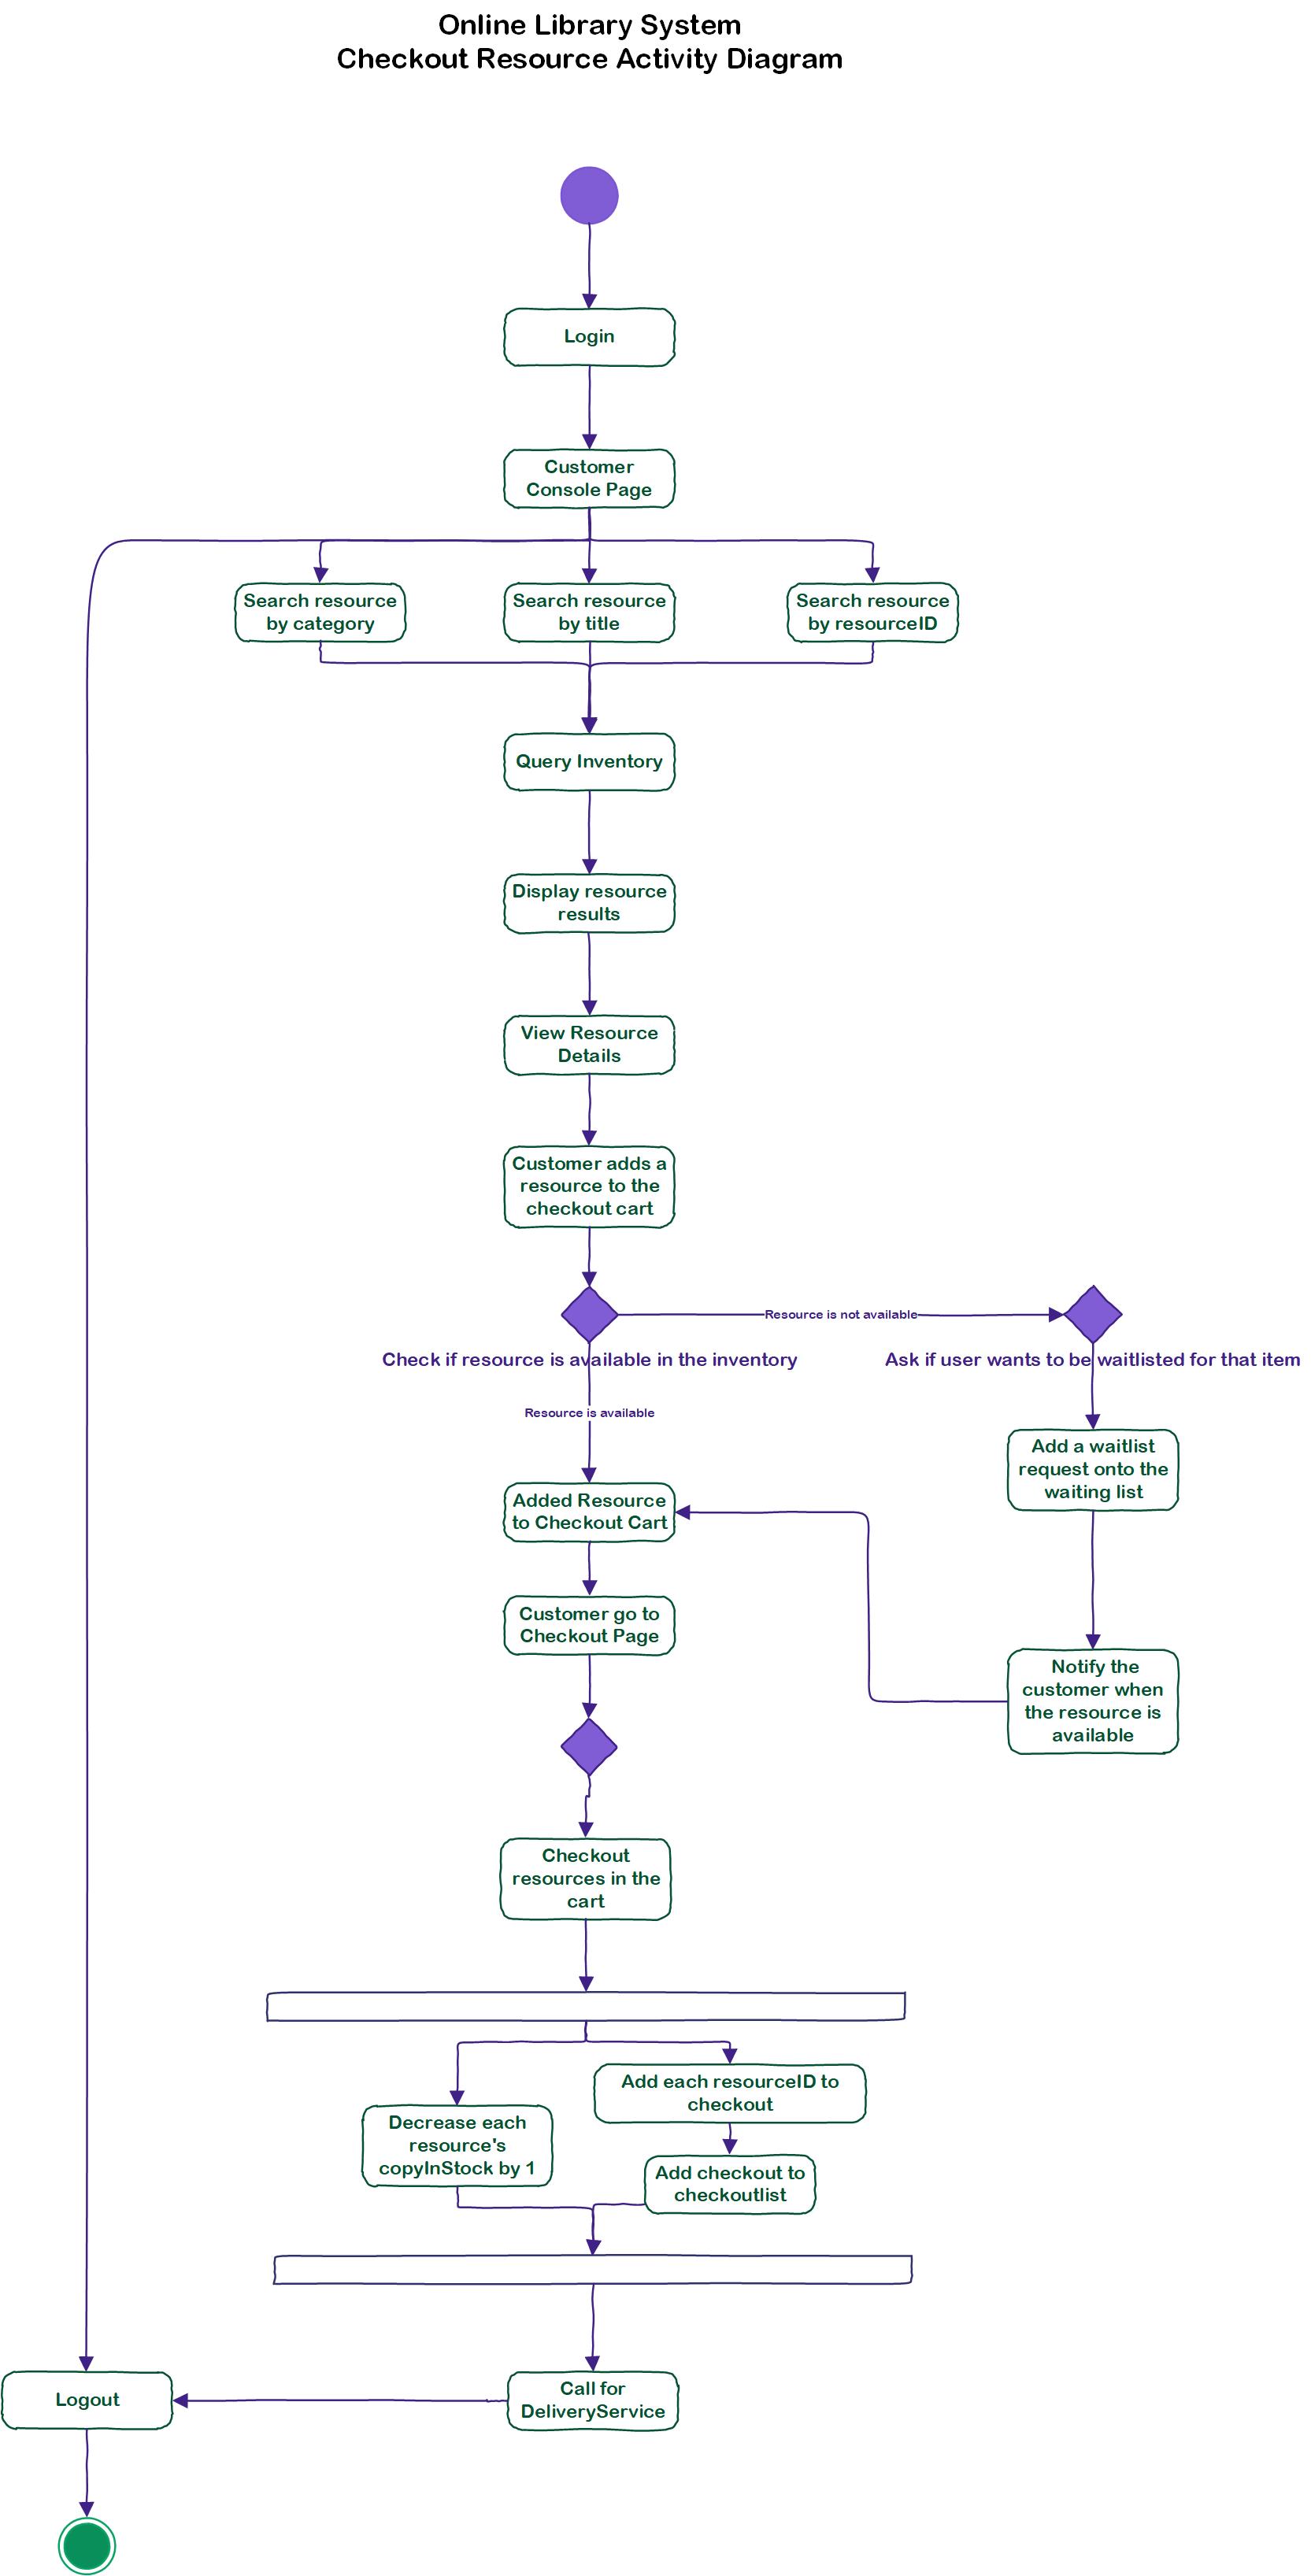 Online Library System
Checkout Resource Activity Diagram
Login
Customer
Console Page
Search resource
by category
Search resource
by title
Search resource
by resourceID
Query Inventory
Display resource
results
View Resource
Details
Customer adds a
resource to the
checkout cart
Resource is not available
Check if resource is available in the inventory
Ask if user wants to be waitlisted for that item
Resource is available
Add a waitlist
request onto the
waiting list
Added Resource
to Checkout Cart
Customer go to
Checkout Page
Notify the
customer when
the resource is
available
Checkout
resources in the
cart
Add each resourceID to
checkout
Decrease each
resource's
copyInStock by 1
Add checkout to
checkoutlist
Logout
Call for
DeliveryService